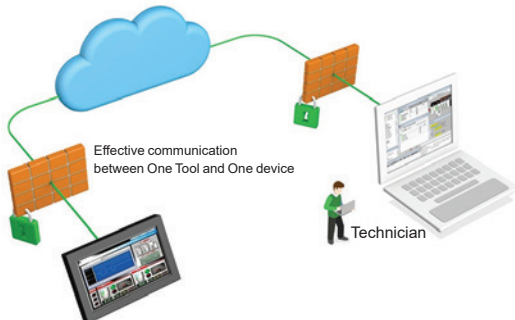 Effective communication
between One Tool and One device
Technician